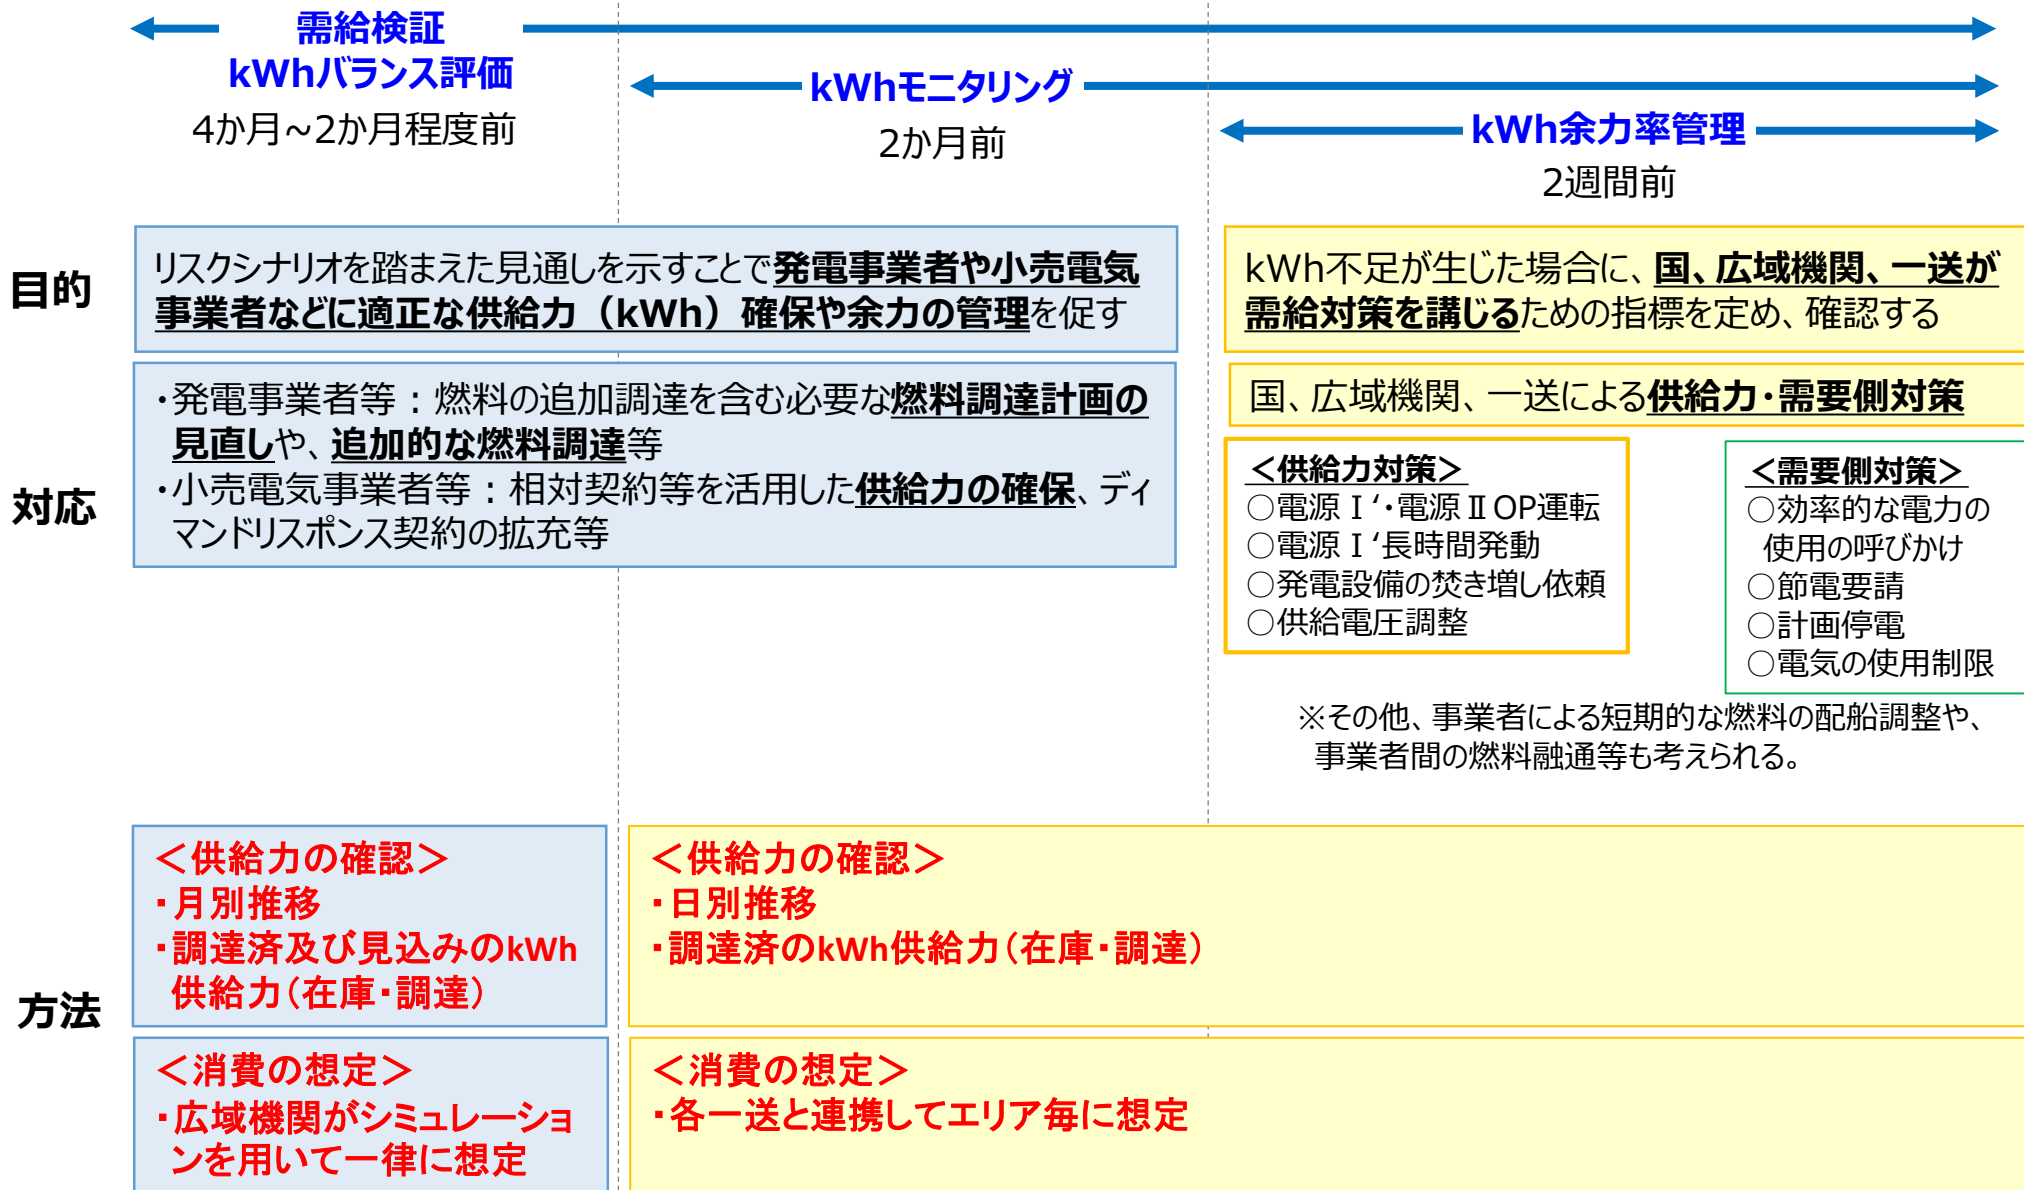 需給検証
kWhバランス評価
4か月~2か月程度前
kWhモニタリング
2か月前
kWh余力率管理
2週間前
目的
リスクシナリオを踏まえた見通しを示すことで発電事業者や小売電気
事業者などに適正な供給力（kWh）確保や余力の管理を促す
kWh不足が生じた場合に、国、広域機関、一送が
需給対策を講じるための指標を定め、確認する
対応
・発電事業者等：燃料の追加調達を含む必要な燃料調達計画の
見直しや、追加的な燃料調達等
・小売電気事業者等：相対契約等を活用した供給力の確保、ディ
マンドリスポンス契約の拡充等
国、広域機関、一送による供給力・需要側対策
＜供給力対策＞
○電源Ⅰ‘・電源ⅡOP運転
○電源Ⅰ‘長時間発動
○発電設備の焚き増し依頼
○供給電圧調整
＜需要側対策＞
○効率的な電力の
使用の呼びかけ
○節電要請
○計画停電
○電気の使用制限
※その他、事業者による短期的な燃料の配船調整や、
事業者間の燃料融通等も考えられる。
方法
＜供給力の確認＞
・月別推移
・調達済及び見込みのkWh
供給力（在庫・調達）
＜供給力の確認＞
・日別推移
・調達済のkWh供給力（在庫・調達）
＜消費の想定＞
・広域機関がシミュレーショ
ンを用いて一律に想定
＜消費の想定＞
・各一送と連携してエリア毎に想定